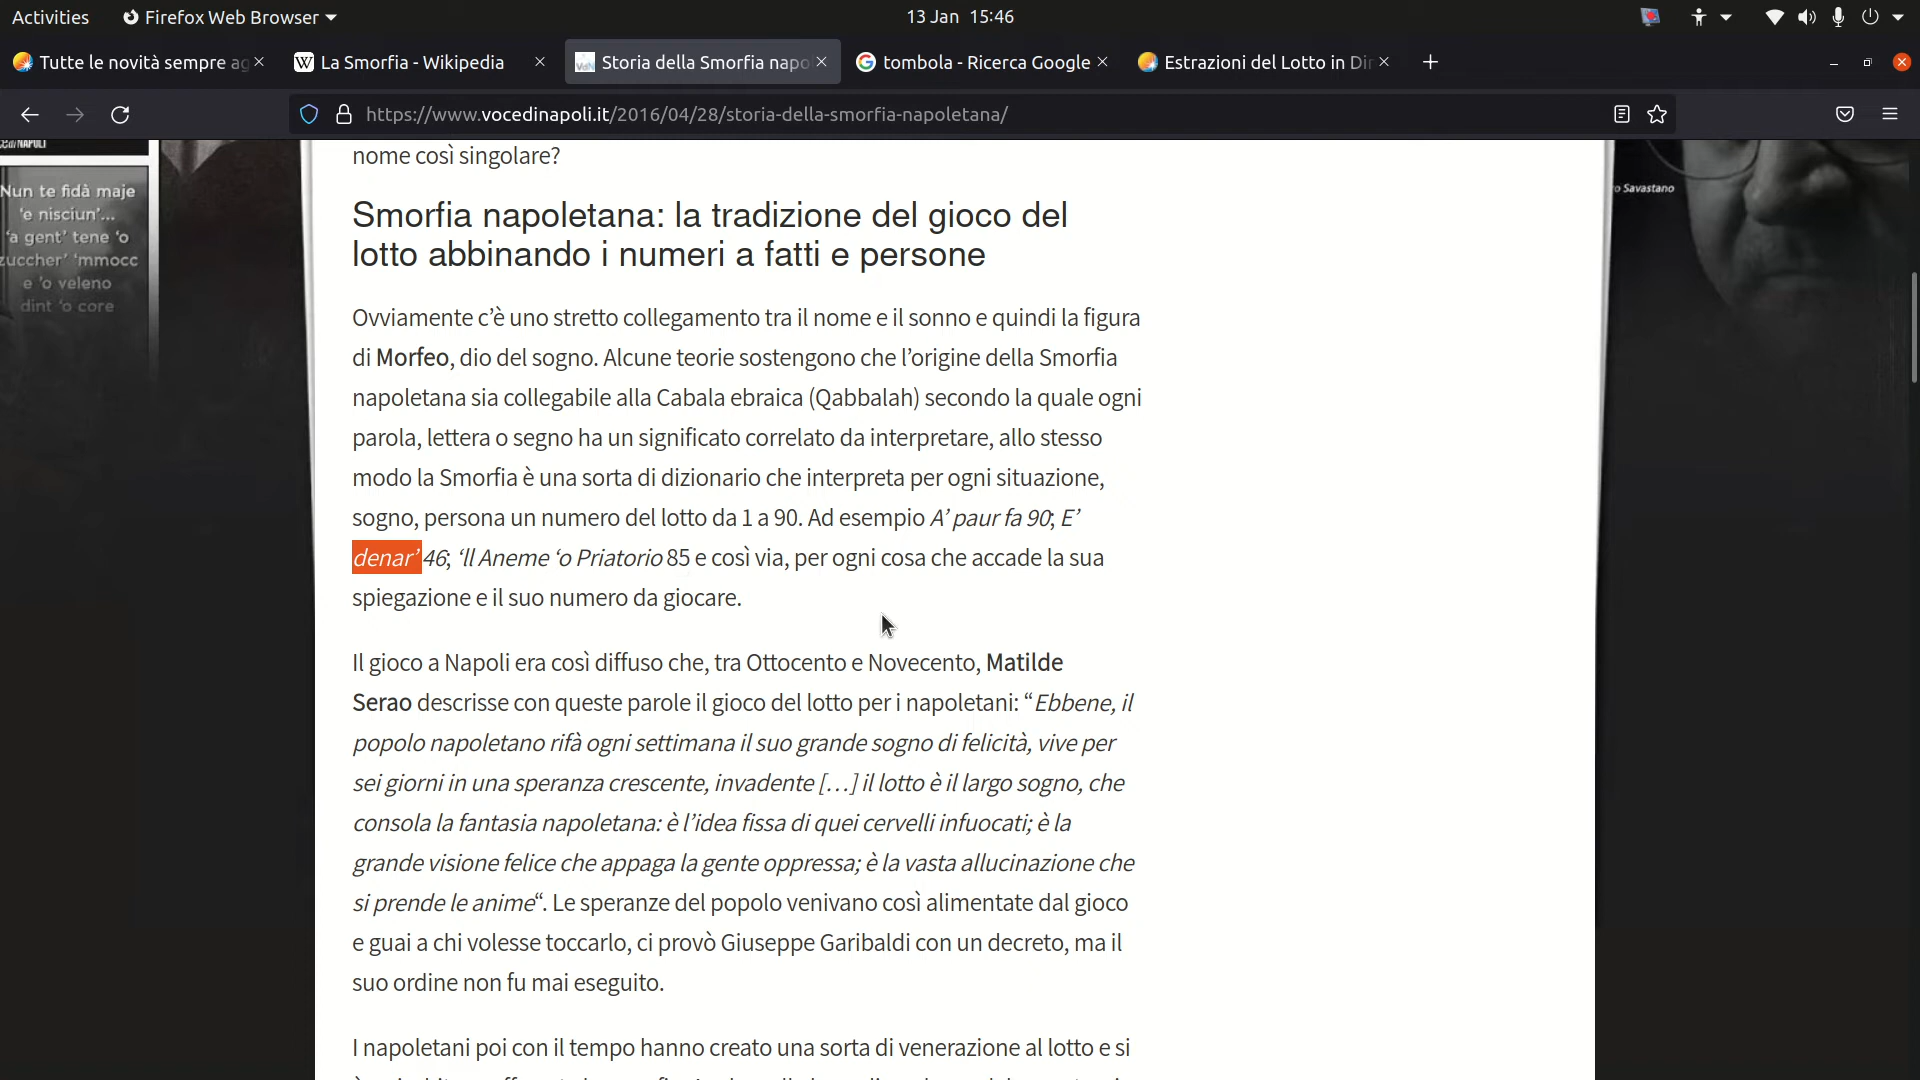 Activities Firefox Web Browser 13 Jan 15:46
Tutte le novità sempre ag La Smorfia - Wikipedia Storia della Smorfia napo tombola - Ricerca Google Estrazioni del Lotto in Dir
https://www.vocedinapoli.it/2016/04/28/storia-della-smorfia-napoletana/
Nun te fidà maje
'e nisciun'...
'a gent' tene 'o
zuccher' 'mmocc
e 'o veleno
dint 'o core
o Savastano
nome così singolare?
Smorfia napoletana: la tradizione del gioco del
lotto abbinando i numeri a fatti e persone
Ovviamente c’è uno stretto collegamento tra il nome e il sonno e quindi la figura
di Morfeo, dio del sogno. Alcune teorie sostengono che l’origine della Smorfia
napoletana sia collegabile alla Cabala ebraica (Qabbalah) secondo la quale ogni
parola, lettera o segno ha un significato correlato da interpretare, allo stesso
modo la Smorfia è una sorta di dizionario che interpreta per ogni situazione,
sogno, persona un numero del lotto da 1 a 90. Ad esempio A’ paur fa 90; E’
denar’ 46; ‘ll Aneme ‘o Priatorio 85 e così via, per ogni cosa che accade la sua
spiegazione e il suo numero da giocare.
Il gioco a Napoli era così diffuso che, tra Ottocento e Novecento, Matilde
Serao descrisse con queste parole il gioco del lotto per i napoletani: “Ebbene, il
popolo napoletano rifà ogni settimana il suo grande sogno di felicità, vive per
sei giorni in una speranza crescente, invadente […] il lotto è il largo sogno, che
consola la fantasia napoletana: è l’idea fissa di quei cervelli infuocati; è la
grande visione felice che appaga la gente oppressa; è la vasta allucinazione che
si prende le anime“. Le speranze del popolo venivano così alimentate dal gioco
e guai a chi volesse toccarlo, ci provò Giuseppe Garibaldi con un decreto, ma il
suo ordine non fu mai eseguito.
I napoletani poi con il tempo hanno creato una sorta di venerazione al lotto e si